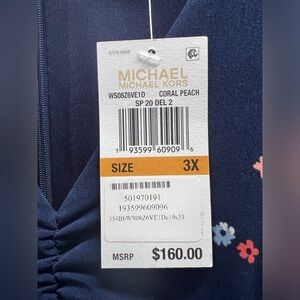 MICHAEL
MICHAEL KORS
WS08Z6VE1D CORAL PEACH
SP 20 DEL 2
1 93599 60909 6
SIZE 3X
501970191
193599609096
MSRP $160.00